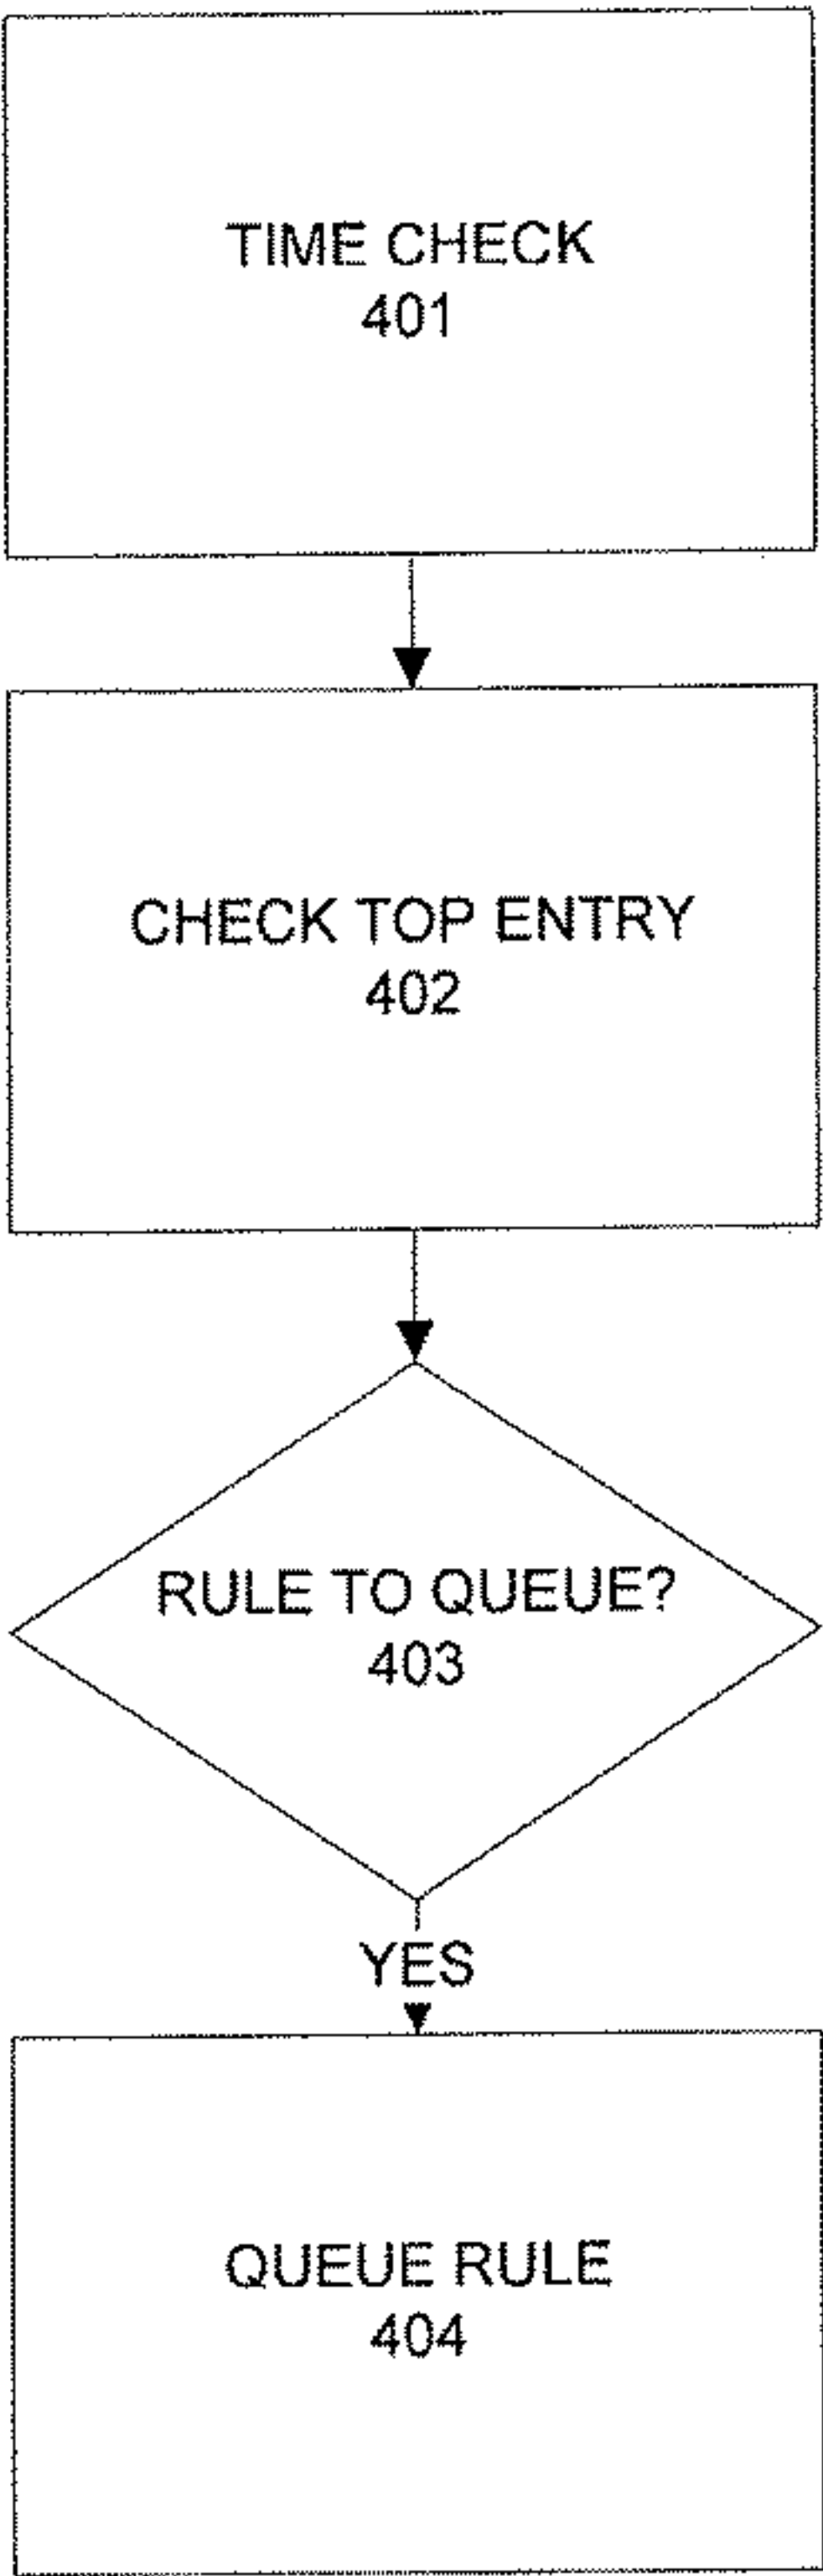 TIME CHECK
401
CHECK TOP ENTRY
402
RULE TO QUEUE?
403
YES
QUEUE RULE
404